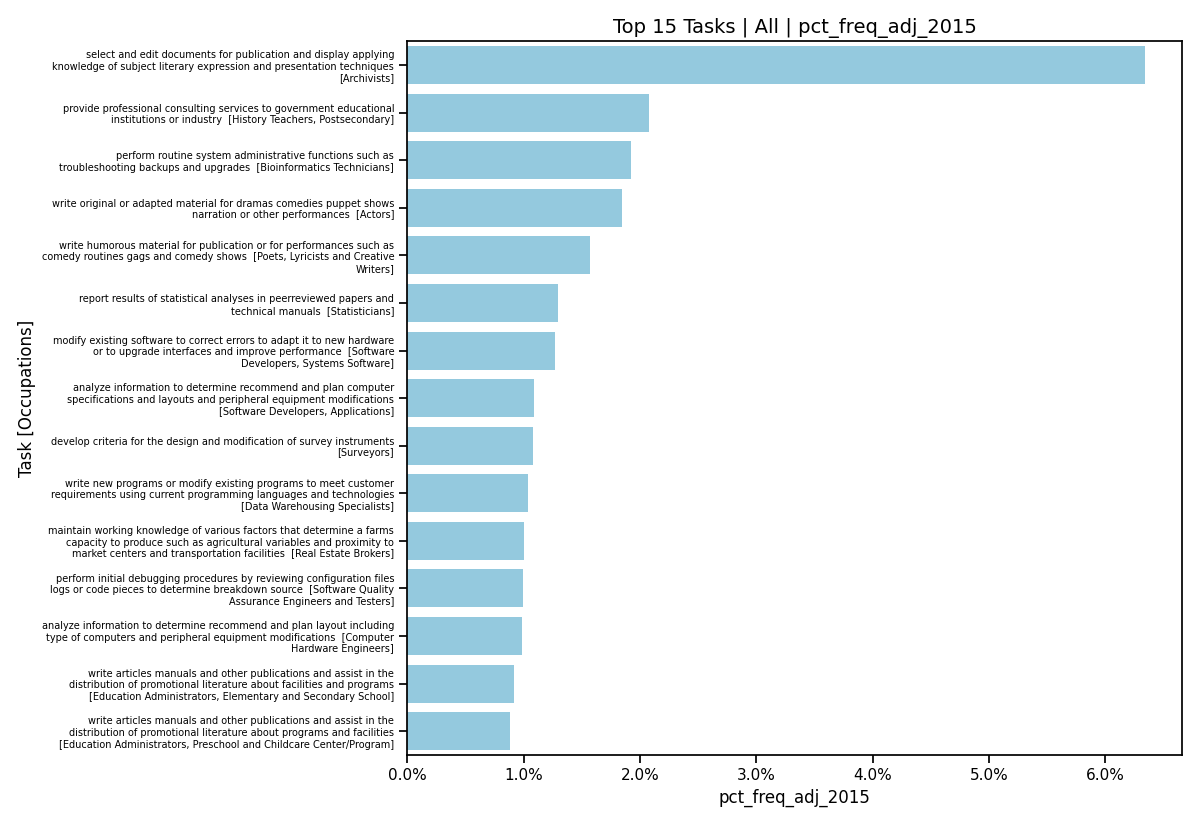 Top 15 Tasks | All | pct_freq_adj_2015
select and edit documents for publication and display applying
knowledge of subject literary expression and presentation techniques
[Archivists]
provide professional consulting services to government educational
institutions or industry  [History Teachers, Postsecondary]
perform routine system administrative functions such as
troubleshooting backups and upgrades  [Bioinformatics Technicians]
write original or adapted material for dramas comedies puppet shows
narration or other performances  [Actors]
write humorous material for publication or for performances such as
comedy routines gags and comedy shows  [Poets, Lyricists and Creative
Writers]
report results of statistical analyses in peerreviewed papers and
technical manuals  [Statisticians]
modify existing software to correct errors to adapt it to new hardware
or to upgrade interfaces and improve performance  [Software
Developers, Systems Software]
analyze information to determine recommend and plan computer
specifications and layouts and peripheral equipment modifications
[Software Developers, Applications]
develop criteria for the design and modification of survey instruments
[Surveyors]
write new programs or modify existing programs to meet customer
requirements using current programming languages and technologies
[Data Warehousing Specialists]
maintain working knowledge of various factors that determine a farms
capacity to produce such as agricultural variables and proximity to
market centers and transportation facilities  [Real Estate Brokers]
perform initial debugging procedures by reviewing configuration files
logs or code pieces to determine breakdown source  [Software Quality
Assurance Engineers and Testers]
analyze information to determine recommend and plan layout including
type of computers and peripheral equipment modifications  [Computer
Hardware Engineers]
write articles manuals and other publications and assist in the
distribution of promotional literature about facilities and programs
[Education Administrators, Elementary and Secondary School]
write articles manuals and other publications and assist in the
distribution of promotional literature about programs and facilities
[Education Administrators, Preschool and Childcare Center/Program]
Task [Occupations]
0.0% 1.0% 2.0% 3.0% 4.0% 5.0% 6.0%
pct_freq_adj_2015